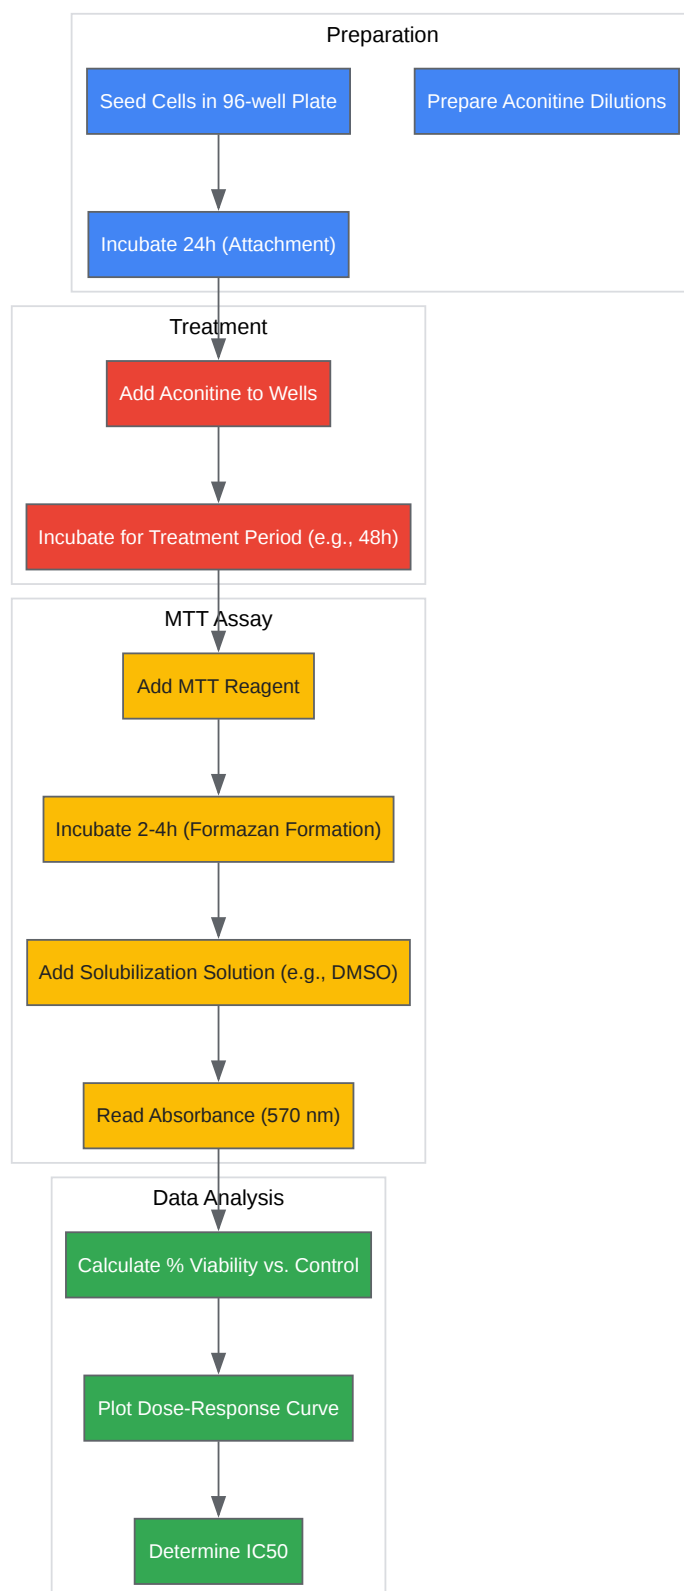 Preparation
Seed Cells in 96-well Plate
Prepare Aconitine Dilutions
Incubate 24h (Attachment)
Treatment
Add Aconitine to Wells
Incubate for Treatment Period (e.g., 48h)
MTT Assay
Add MTT Reagent
Incubate 2-4h (Formazan Formation)
Add Solubilization Solution (e.g., DMSO)
Read Absorbance (570 nm)
Data Analysis
Calculate % Viability vs. Control
Plot Dose-Response Curve
Determine IC50